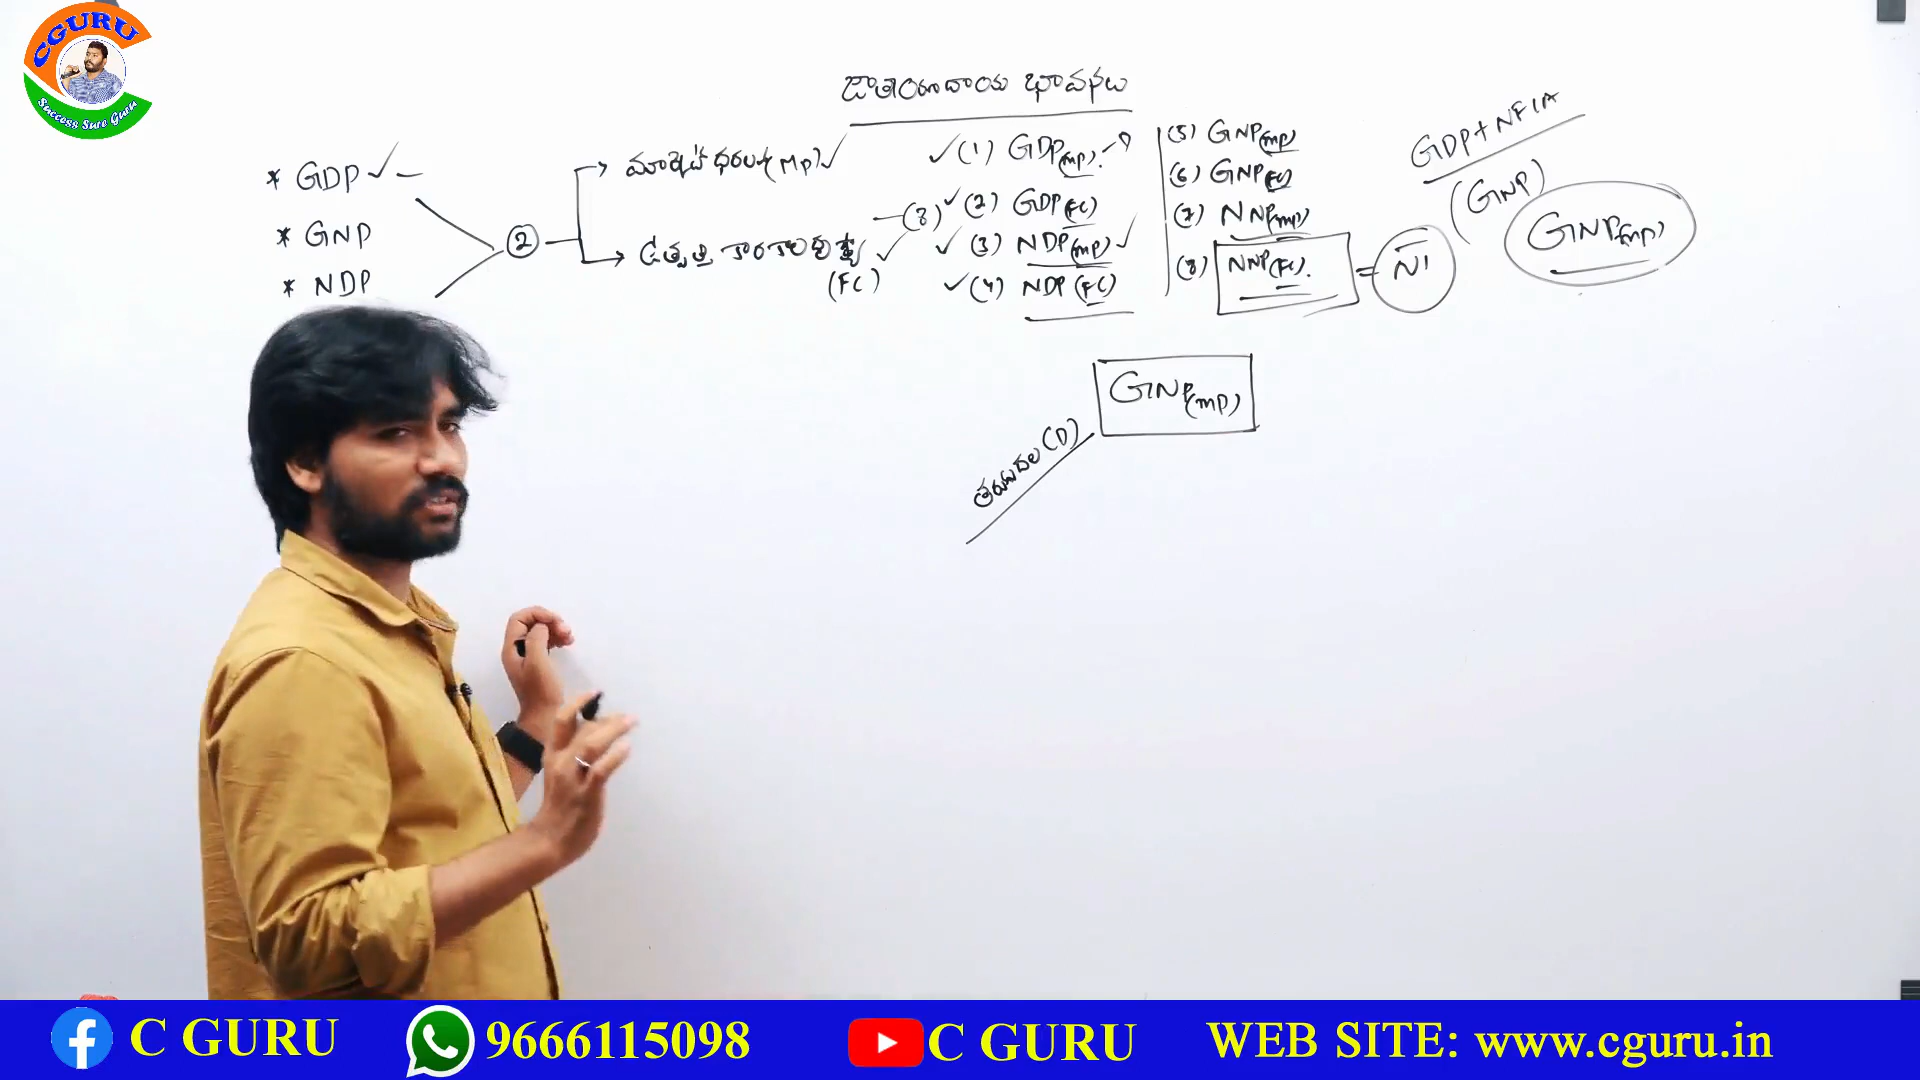 CGURU
Success Sure Guru
జాతీయాదాయ భావనలు
* GDP ✓ -
* GNP
* NDP
2
మార్కెట్ ధరలు (MP) ✓
ఉత్పత్తి కారకాల దృష్ట్యా ✓
(FC)
(8)
✓ (1) GDP(MP).
✓ (2) GDP(FC)
✓ (3) NDP(MP) ✓
✓ (4) NDP(FC)
(5) GNP(MP)
(6) GNP(FC)
(7) NNP(MP)
(8) NNP(FC). = NI
GDP + NFIA
(GNP)
GNP(MP)
GNP(MP)
తరుగుదల (D)
C GURU
9666115098
C GURU
WEB SITE: www.cguru.in